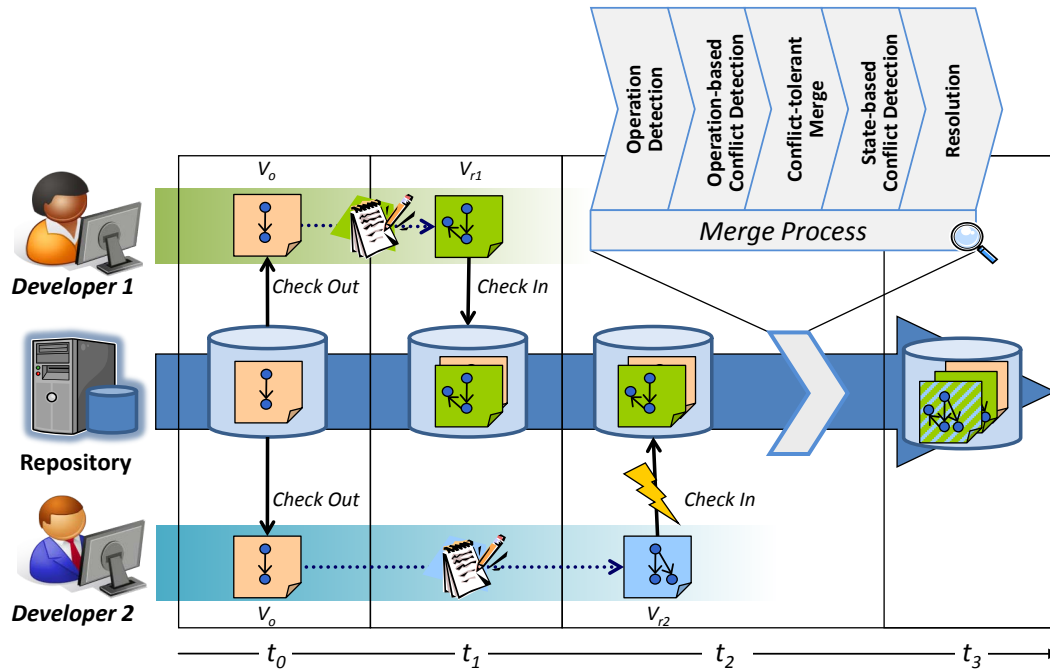 Operation
Detection
Operation-based
Conflict Detection
Conflict-tolerant
Merge
State-based
Conflict Detection
Resolution
Merge Process
Vo
Vr1
Developer 1
Check Out
Check In
Repository
Check Out
Check In
Developer 2
Vo
Vr2
t0
t1
t2
t3